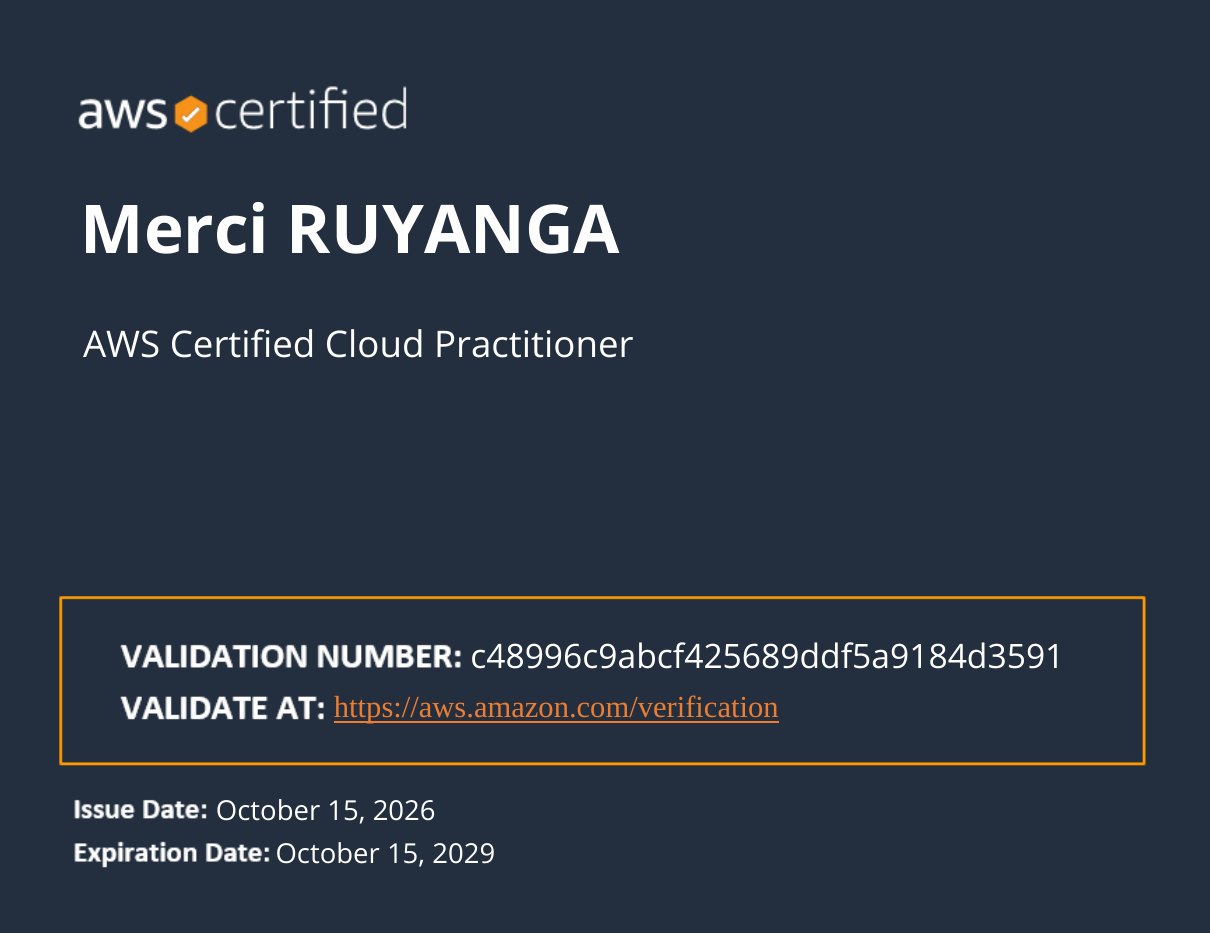 aws certified
Merci RUYANGA
AWS Certified Cloud Practitioner
VALIDATION NUMBER: c48996c9abcf425689ddf5a9184d3591
VALIDATE AT: https://aws.amazon.com/verification
Issue Date: October 15, 2026
Expiration Date: October 15, 2029